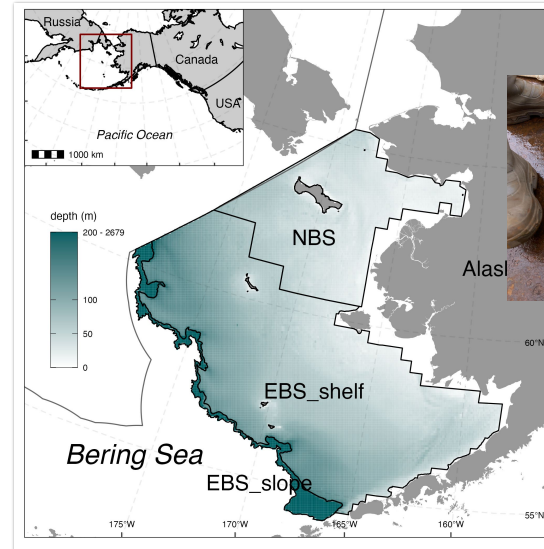 Russia
Canada
USA
Pacific Ocean
1000 km
depth (m)
200 - 2679
100
50
0
NBS
Alas
60°N
EBS_shelf
Bering Sea
EBS_slope
55°N
175°W
170°W
165°W
160°W